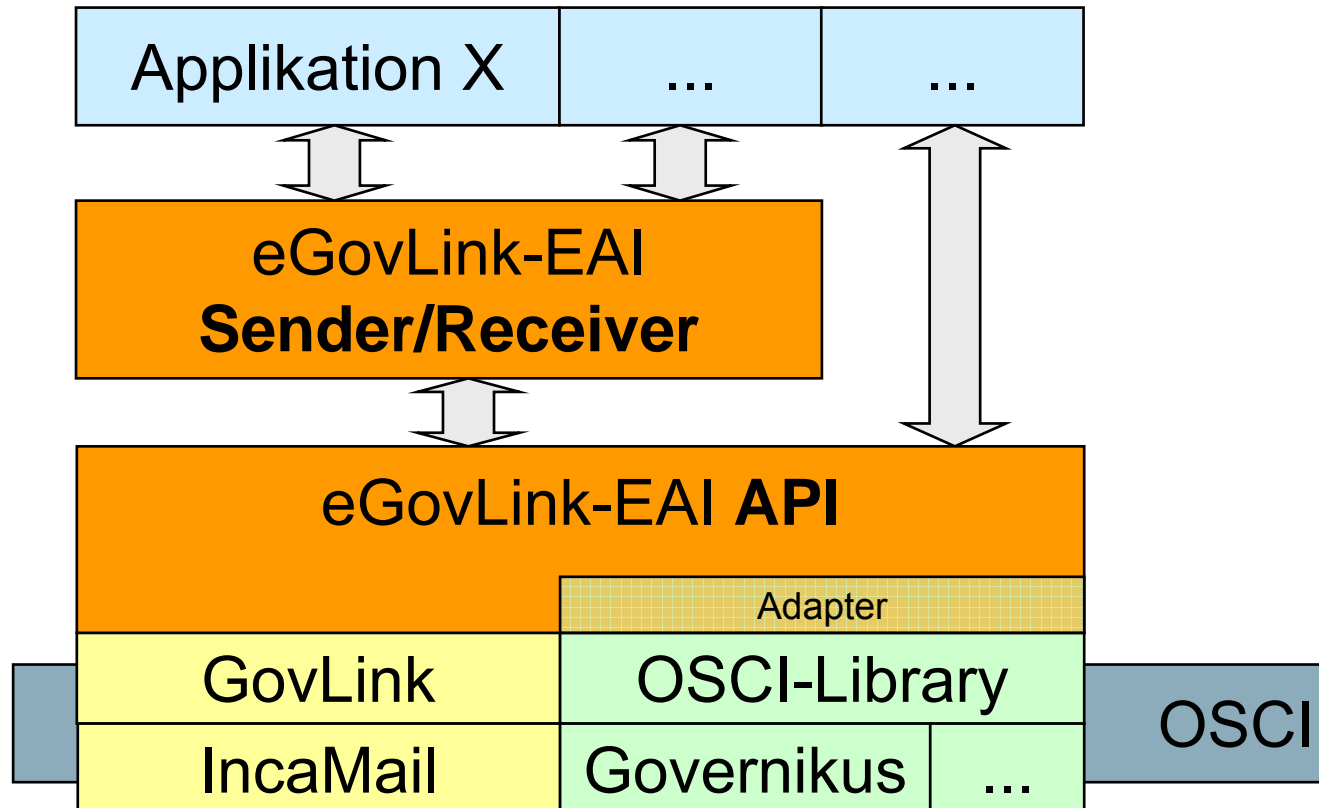 Applikation X
...
...
eGovLink-EAI
Sender/Receiver
eGovLink-EAI API
Adapter
GovLink
OSCI-Library
OSCI
IncaMail
Governikus
...